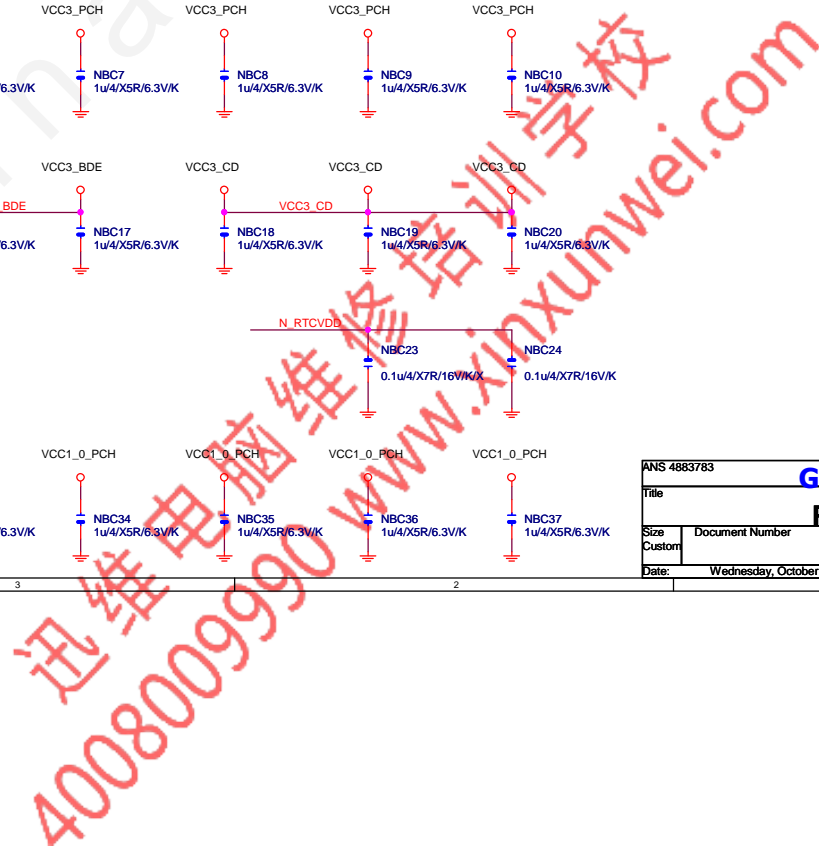 VCC3_PCH VCC3_PCH VCC3_PCH VCC3_PCH
NBC7 NBC8 NBC9 NBC10
6.3V/K 1u/4/X5R/6.3V/K 1u/4/X5R/6.3V/K 1u/4/X5R/6.3V/K 1u/4/X5R/6.3V/K
VCC3_BDE VCC3_CD VCC3_CD VCC3_CD
_BDE VCC3_CD
NBC17 NBC18 NBC19 NBC20
6.3V/K 1u/4/X5R/6.3V/K 1u/4/X5R/6.3V/K 1u/4/X5R/6.3V/K 1u/4/X5R/6.3V/K
N_RTCVDD
NBC23 NBC24
0.1u/4/X7R/16V/K/X 0.1u/4/X7R/16V/K
VCC1_0_PCH VCC1_0_PCH VCC1_0_PCH VCC1_0_PCH
NBC34 NBC35 NBC36 NBC37
6.3V/K 1u/4/X5R/6.3V/K 1u/4/X5R/6.3V/K 1u/4/X5R/6.3V/K 1u/4/X5R/6.3V/K
ANS 4883783
G
Title
Size Document Number
Custom
Date: Wednesday, October
3 2
迅维电脑维修培训学校
4008009990 www.xinxunwei.com